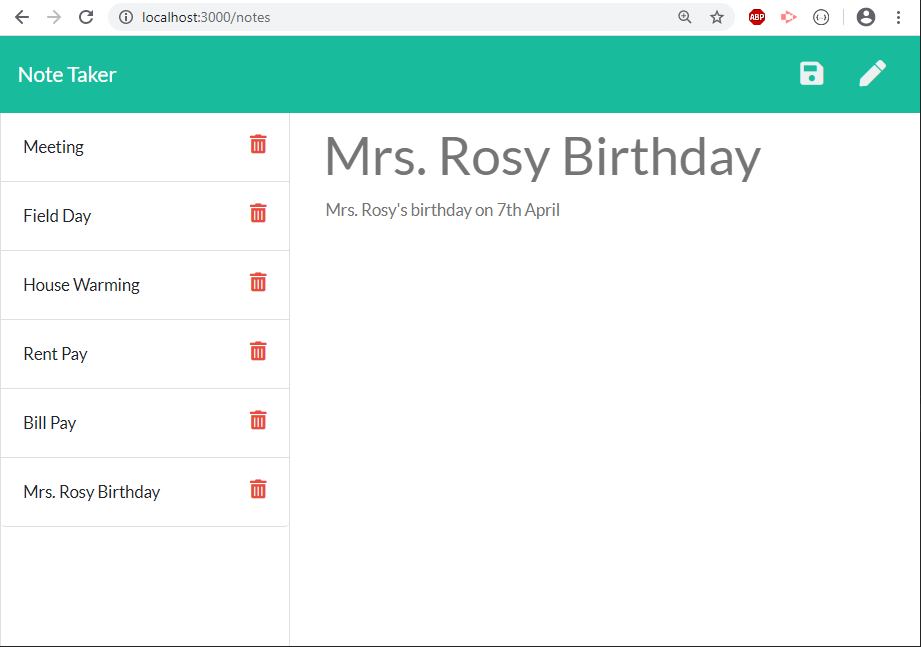 localhost:3000/notes
ABP
Note Taker
Meeting
Field Day
House Warming
Rent Pay
Bill Pay
Mrs. Rosy Birthday
Mrs. Rosy Birthday
Mrs. Rosy's birthday on 7th April